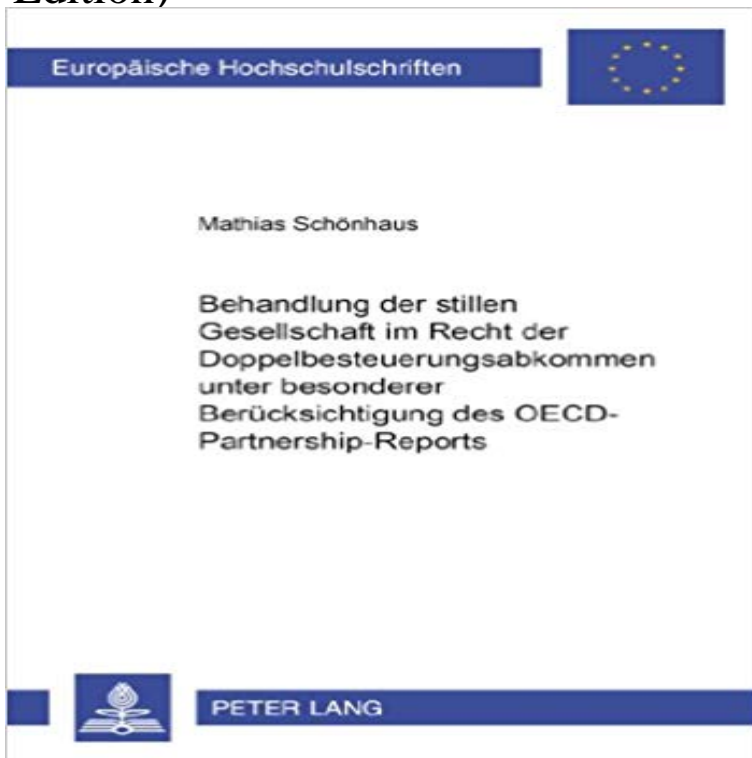 Edition)
Europäische Hochschulschriften
Mathias Schönhaus
Behandlung der stillen
Gesellschaft im Recht der
Doppelbesteuerungsabkommen
unter besonderer
Berücksichtigung des OECD-
Partnership-Reports
PETER LANG